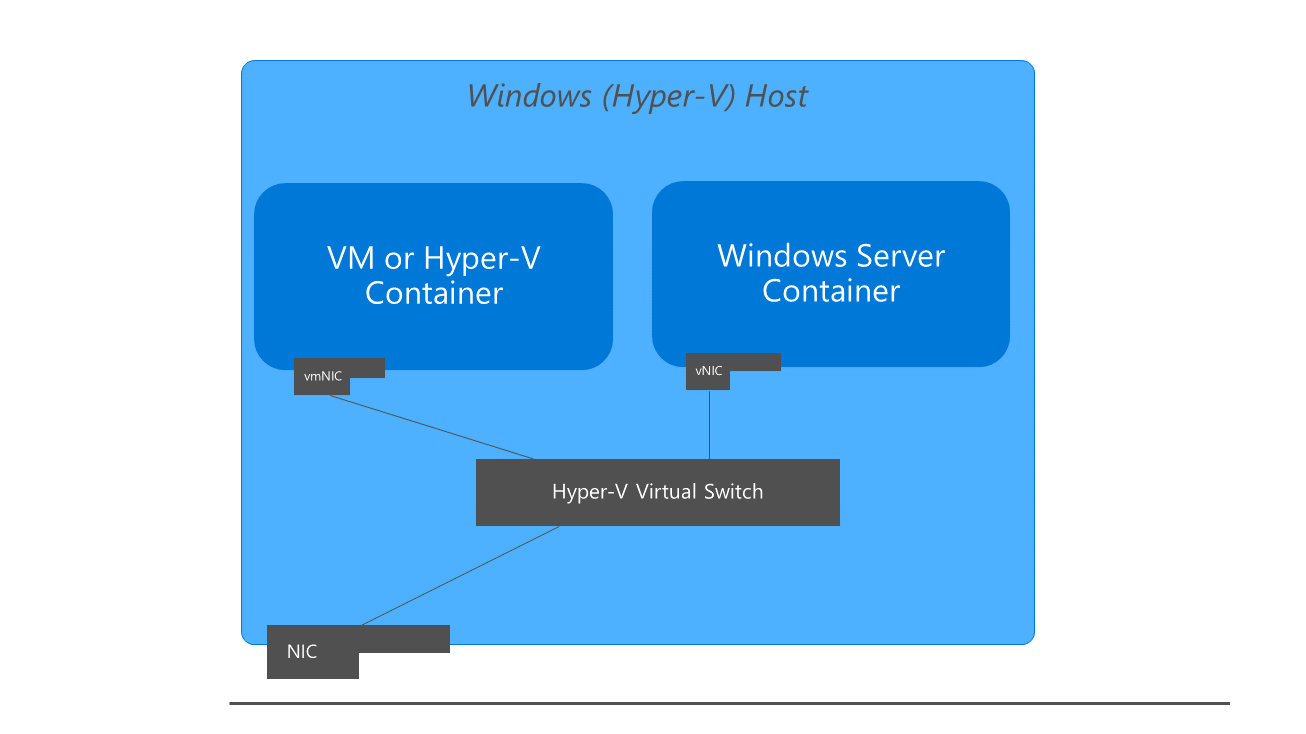 Windows (Hyper-V) Host
VM or Hyper-V
Container
Windows Server
Container
vmNIC
vNIC
Hyper-V Virtual Switch
NIC